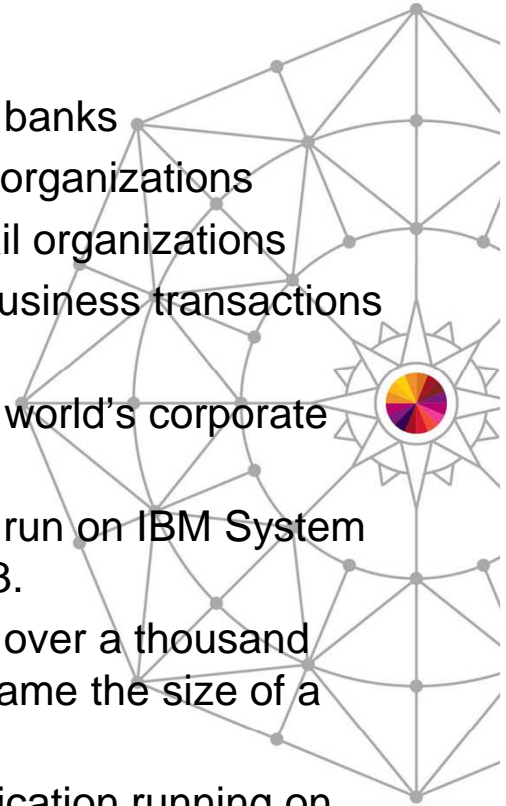 banks
organizations
il organizations
usiness transactions
world's corporate
run on IBM System
3.
over a thousand
ame the size of a
ication running on